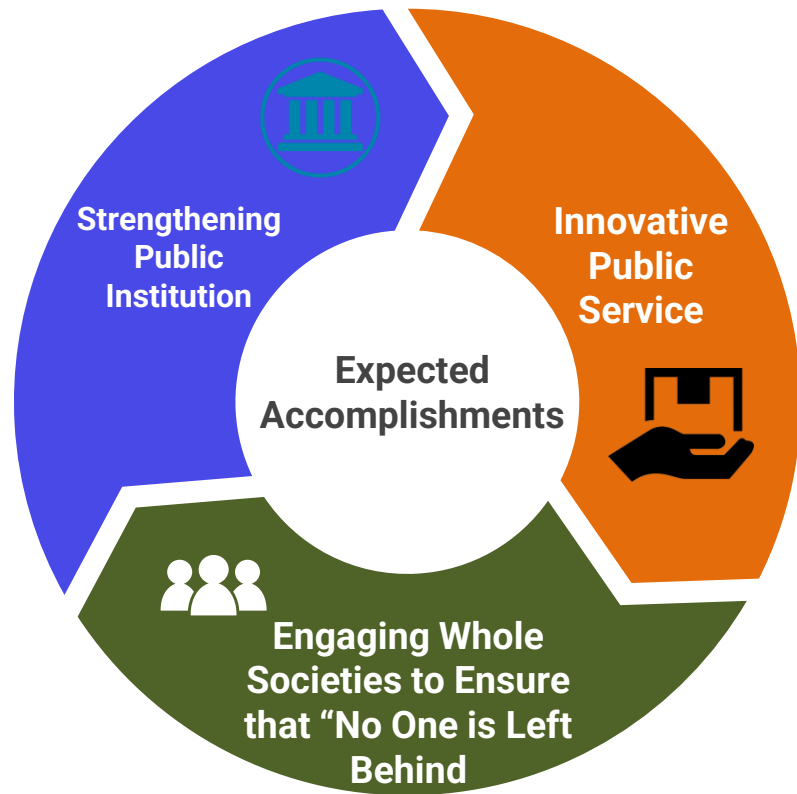 Strengthening
Public
Institution
Innovative
Public
Service
Expected
Accomplishments
Engaging Whole
Societies to Ensure
that “No One is Left
Behind